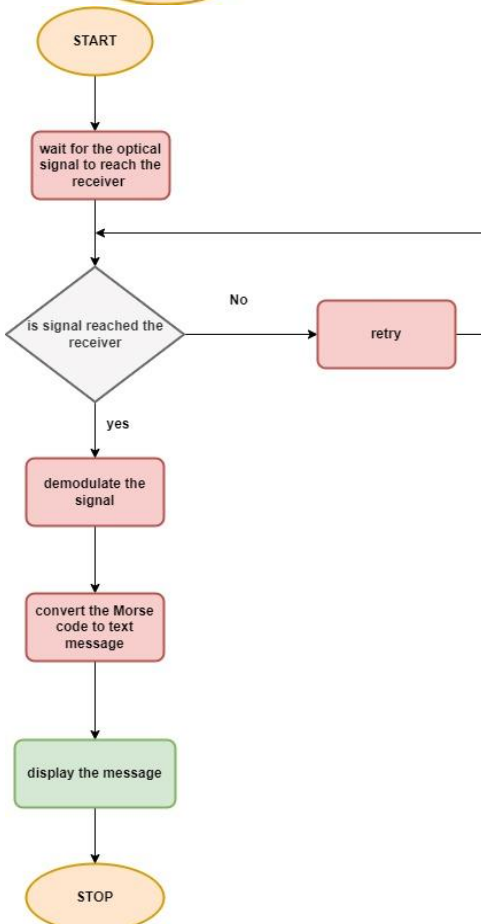 START
wait for the optical
signal to reach the
receiver
is signal reached the
receiver
No
retry
yes
demodulate the
signal
convert the Morse
code to text
message
display the message
STOP